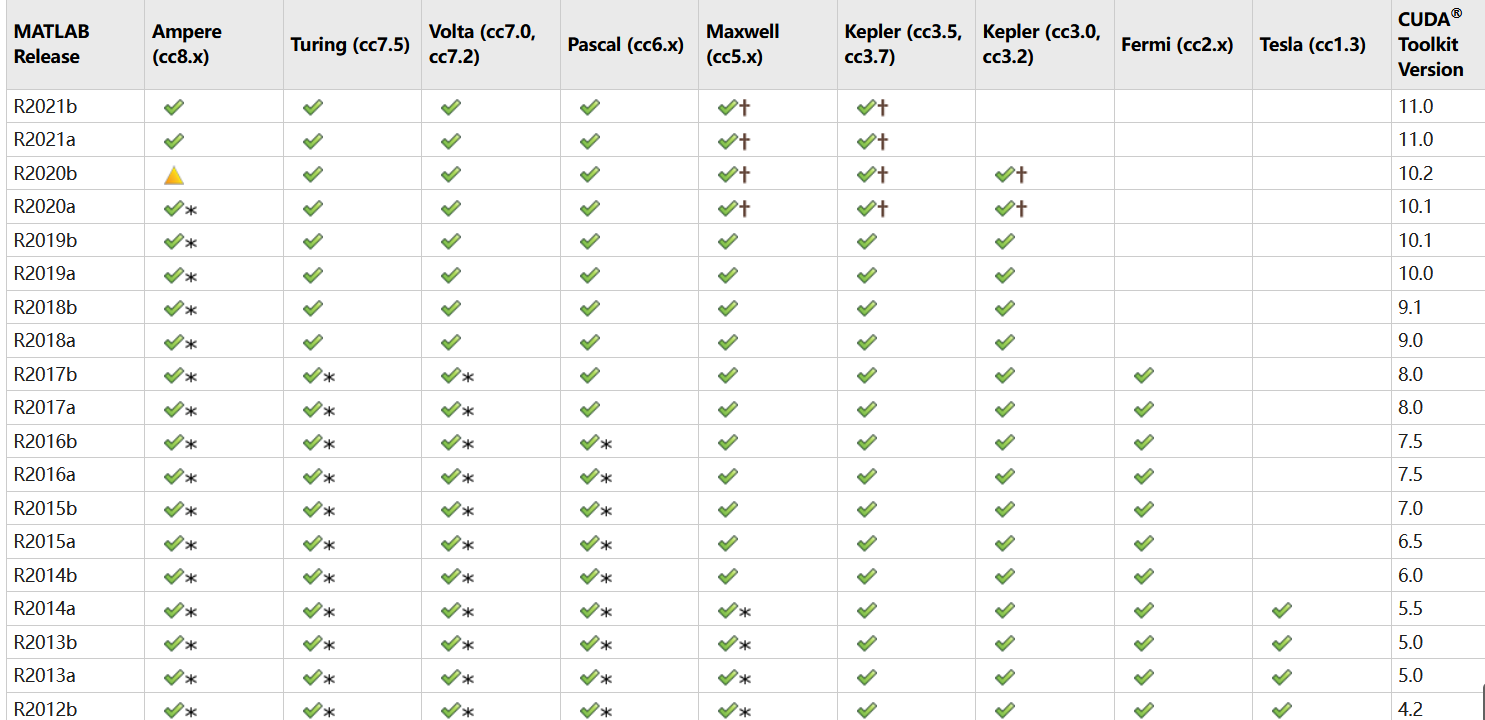 MATLAB Release Ampere (cc8.x) Turing (cc7.5) Volta (cc7.0, cc7.2) Pascal (cc6.x) Maxwell (cc5.x) Kepler (cc3.5, cc3.7) Kepler (cc3.0, cc3.2) Fermi (cc2.x) Tesla (cc1.3) CUDA® Toolkit Version
R2021b ✔ ✔ ✔ ✔ ✔† ✔† 11.0
R2021a ✔ ✔ ✔ ✔ ✔† ✔† 11.0
R2020b ✔ ✔ ✔ ✔† ✔† ✔† 10.2
R2020a ✔* ✔ ✔ ✔ ✔† ✔† ✔† 10.1
R2019b ✔* ✔ ✔ ✔ ✔ ✔ ✔ 10.1
R2019a ✔* ✔ ✔ ✔ ✔ ✔ ✔ 10.0
R2018b ✔* ✔ ✔ ✔ ✔ ✔ ✔ 9.1
R2018a ✔* ✔ ✔ ✔ ✔ ✔ ✔ 9.0
R2017b ✔* ✔* ✔* ✔ ✔ ✔ ✔ ✔ 8.0
R2017a ✔* ✔* ✔* ✔ ✔ ✔ ✔ ✔ 8.0
R2016b ✔* ✔* ✔* ✔* ✔ ✔ ✔ ✔ 7.5
R2016a ✔* ✔* ✔* ✔* ✔ ✔ ✔ ✔ 7.5
R2015b ✔* ✔* ✔* ✔* ✔ ✔ ✔ ✔ 7.0
R2015a ✔* ✔* ✔* ✔* ✔ ✔ ✔ ✔ 6.5
R2014b ✔* ✔* ✔* ✔* ✔ ✔ ✔ ✔ 6.0
R2014a ✔* ✔* ✔* ✔* ✔* ✔ ✔ ✔ ✔ 5.5
R2013b ✔* ✔* ✔* ✔* ✔* ✔ ✔ ✔ ✔ 5.0
R2013a ✔* ✔* ✔* ✔* ✔* ✔ ✔ ✔ ✔ 5.0
R2012b ✔* ✔* ✔* ✔* ✔* ✔ ✔ ✔ ✔ 4.2